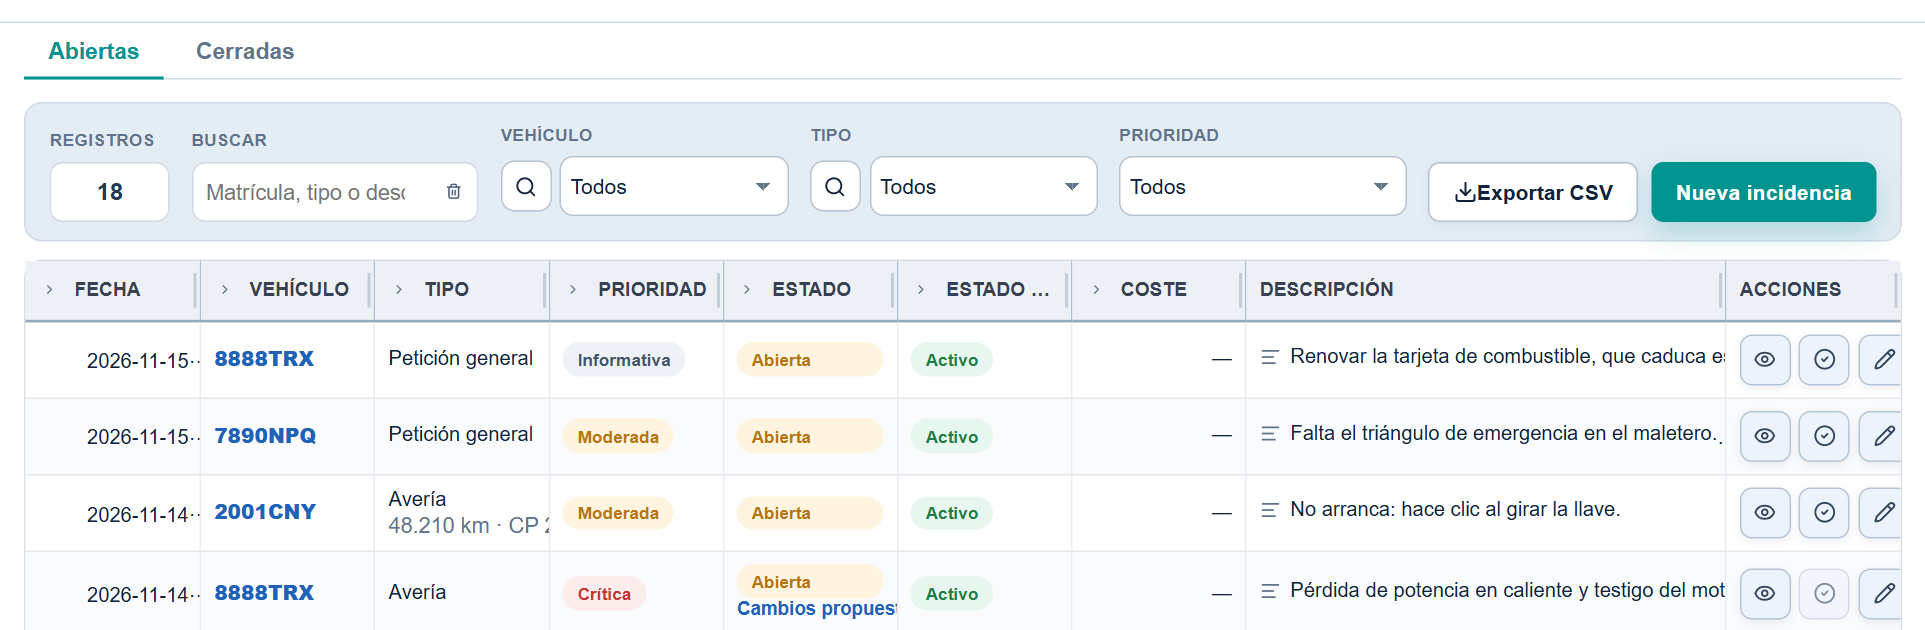 Abiertas Cerradas
REGISTROS BUSCAR VEHÍCULO TIPO PRIORIDAD
18 Matrícula, tipo o desc Todos Todos Todos Exportar CSV Nueva incidencia
FECHA VEHÍCULO TIPO PRIORIDAD ESTADO ESTADO ... COSTE DESCRIPCIÓN ACCIONES
2026-11-15·· 8888TRX Petición general Informativa Abierta Activo — Renovar la tarjeta de combustible, que caduca es
2026-11-15·· 7890NPQ Petición general Moderada Abierta Activo — Falta el triángulo de emergencia en el maletero..
2026-11-14·· 2001CNY Avería Moderada Abierta Activo — No arranca: hace clic al girar la llave.
48.210 km · CP 2
2026-11-14·· 8888TRX Avería Crítica Abierta Activo — Pérdida de potencia en caliente y testigo del mot
Cambios propuest